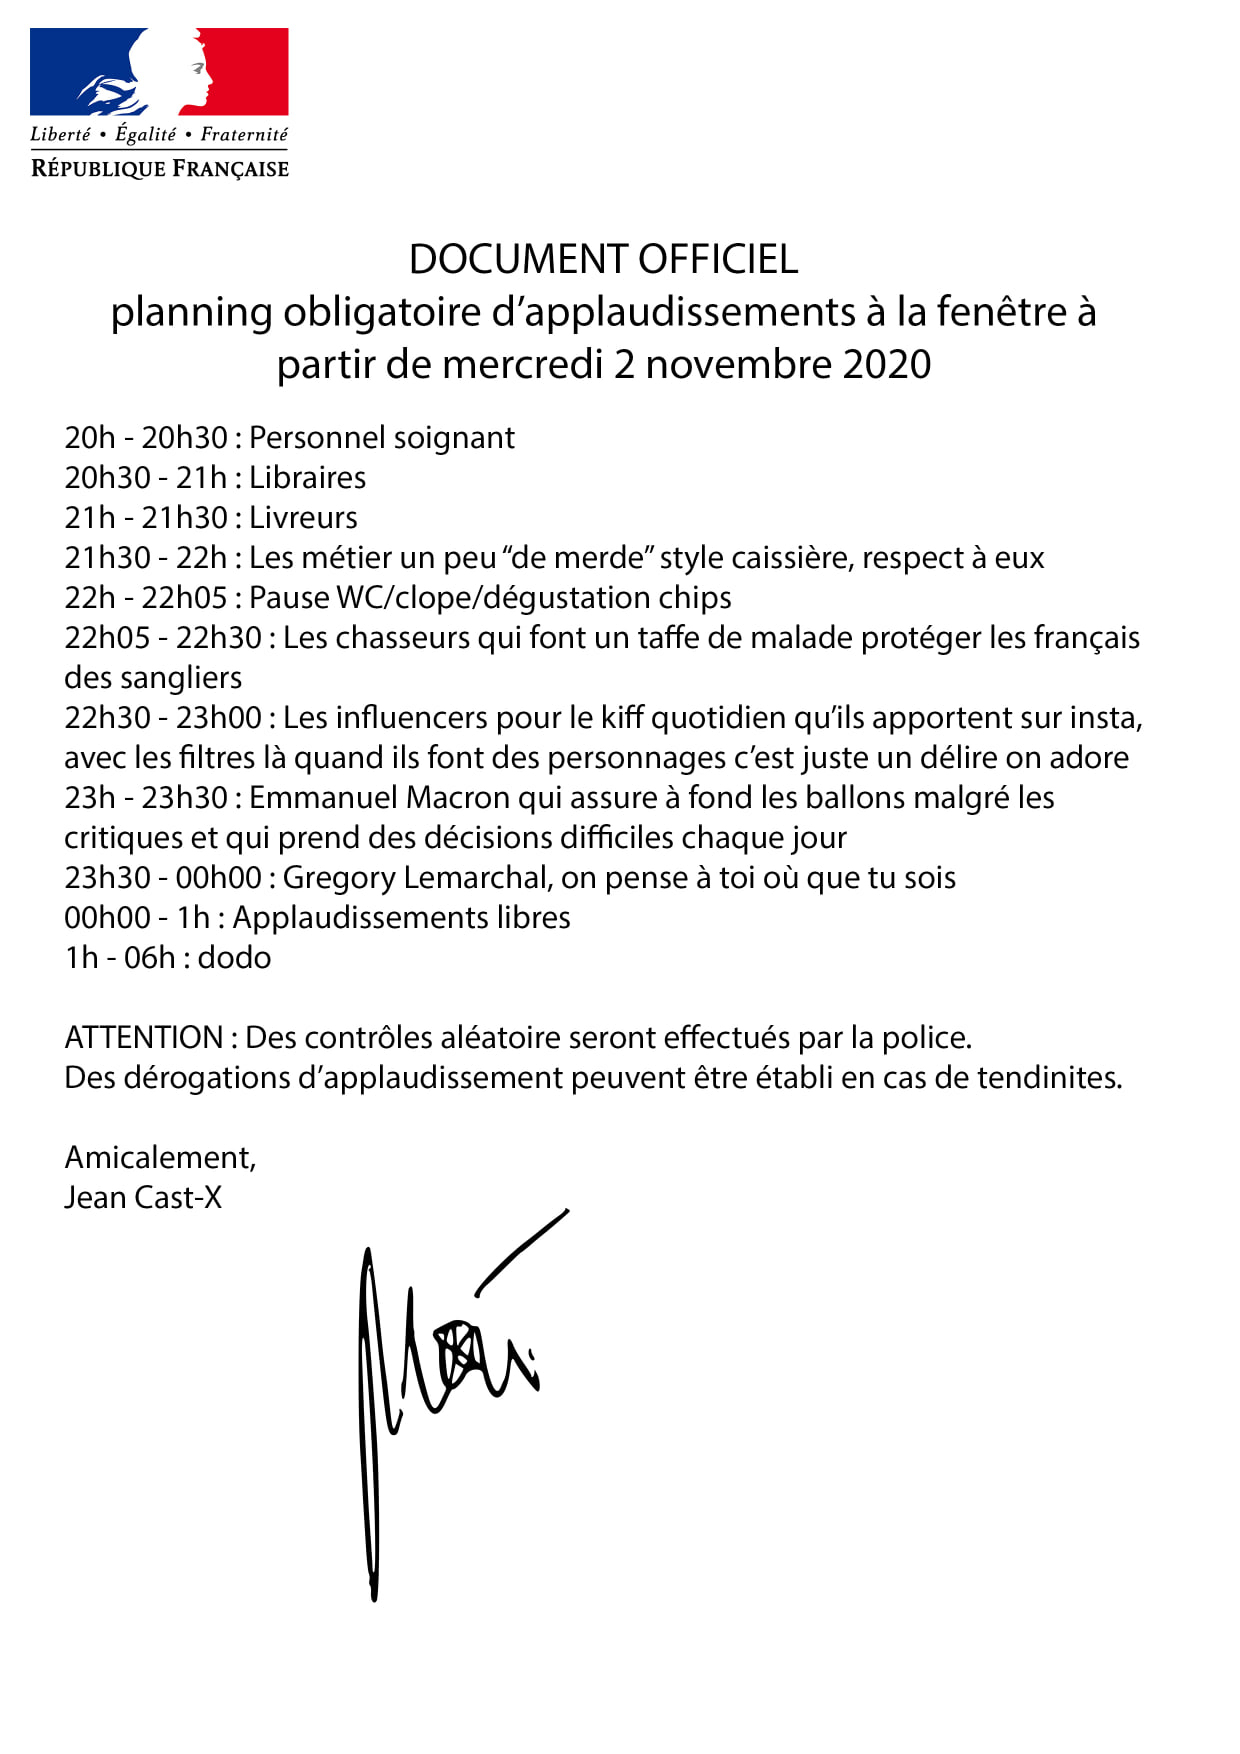 Liberté • Égalité • Fraternité
RÉPUBLIQUE FRANÇAISE
DOCUMENT OFFICIEL
planning obligatoire d’applaudissements à la fenêtre à
partir de mercredi 2 novembre 2020
20h - 20h30 : Personnel soignant
20h30 - 21h : Libraires
21h - 21h30 : Livreurs
21h30 - 22h : Les métier un peu “de merde” style caissière, respect à eux
22h - 22h05 : Pause WC/clope/dégustation chips
22h05 - 22h30 : Les chasseurs qui font un taffe de malade protéger les français
des sangliers
22h30 - 23h00 : Les influencers pour le kiff quotidien qu’ils apportent sur insta,
avec les filtres là quand ils font des personnages c’est juste un délire on adore
23h - 23h30 : Emmanuel Macron qui assure à fond les ballons malgré les
critiques et qui prend des décisions difficiles chaque jour
23h30 - 00h00 : Gregory Lemarchal, on pense à toi où que tu sois
00h00 - 1h : Applaudissements libres
1h - 06h : dodo
ATTENTION : Des contrôles aléatoire seront effectués par la police.
Des dérogations d’applaudissement peuvent être établi en cas de tendinites.
Amicalement,
Jean Cast-X